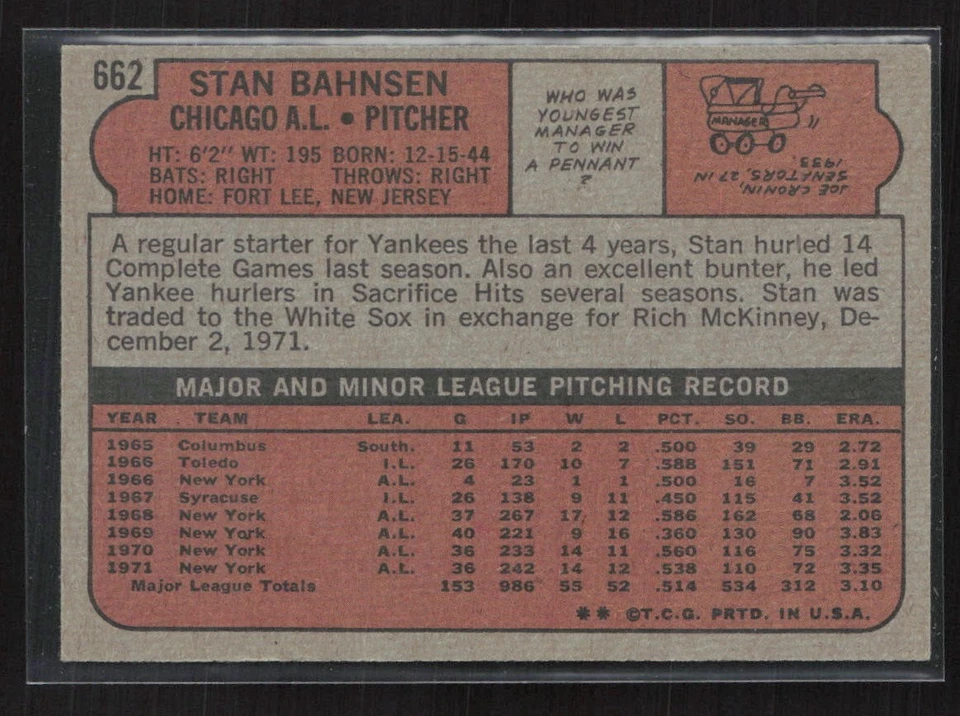 662
STAN BAHNSEN
CHICAGO A.L. • PITCHER
HT: 6'2" WT: 195 BORN: 12-15-44
BATS: RIGHT THROWS: RIGHT
HOME: FORT LEE, NEW JERSEY
WHO WAS
YOUNGEST
MANAGER
TO WIN
A PENNANT
?
MANAGER
JOE CRONIN,
SENATORS, 27 IN
1933.
A regular starter for Yankees the last 4 years, Stan hurled 14
Complete Games last season. Also an excellent bunter, he led
Yankee hurlers in Sacrifice Hits several seasons. Stan was
traded to the White Sox in exchange for Rich McKinney, De-
cember 2, 1971.
MAJOR AND MINOR LEAGUE PITCHING RECORD
YEAR TEAM LEA. G IP W L PCT. SO. BB. ERA.
1965 Columbus South. 11 53 2 2 .500 39 29 2.72
1966 Toledo I.L. 26 170 10 7 .588 151 71 2.91
1966 New York A.L. 4 23 1 1 .500 16 7 3.52
1967 Syracuse I.L. 26 138 9 11 .450 115 41 3.52
1968 New York A.L. 37 267 17 12 .586 162 68 2.06
1969 New York A.L. 40 221 9 16 .360 130 90 3.83
1970 New York A.L. 36 233 14 11 .560 116 75 3.32
1971 New York A.L. 36 242 14 12 .538 110 72 3.35
Major League Totals 153 986 55 52 .514 534 312 3.10
** ©T.C.G. PRTD. IN U.S.A.